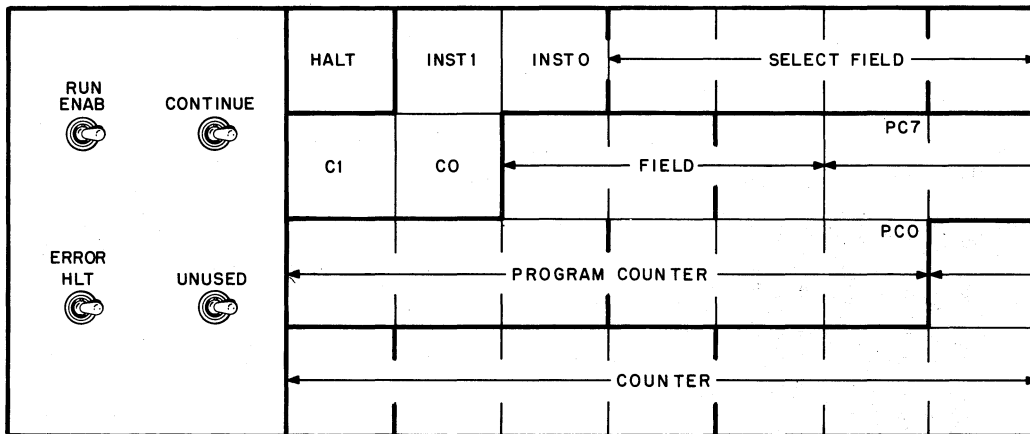 RUN
ENAB
CONTINUE
ERROR
HLT
UNUSED
HALT
INST1
INST0
SELECT FIELD
C1
C0
FIELD
PC7
PROGRAM COUNTER
PC0
COUNTER